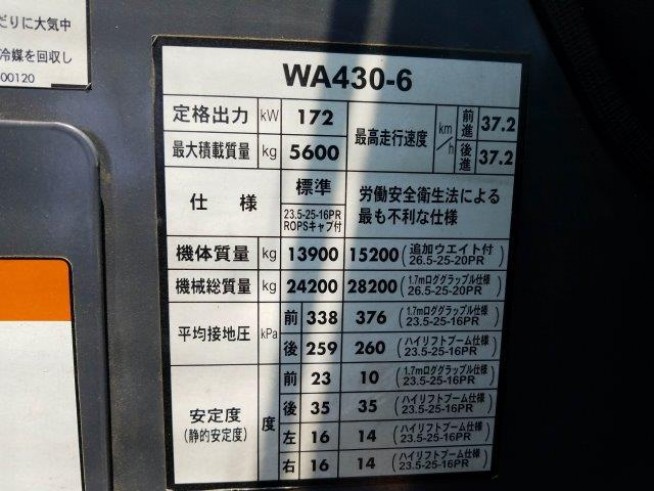 だりに大気中
冷媒を回収し
00120
WA430-6
定格出力 kW 172 最高走行速度 km/h 前進 37.2
最大積載質量 kg 5600 後進 37.2
仕様 標準 23.5-25-16PR ROPSキャブ付 労働安全衛生法による最も不利な仕様
機体質量 kg 13900 15200 (追加ウエイト付 26.5-25-20PR)
機械総質量 kg 24200 28200 (1.7mロググラップル仕様 26.5-25-20PR)
平均接地圧 kPa 前 338 376 (1.7mロググラップル仕様 23.5-25-16PR)
後 259 260 (ハイリフトブーム仕様 23.5-25-16PR)
安定度 (静的安定度) 度 前 23 10 (1.7mロググラップル仕様 23.5-25-16PR)
後 35 35 (ハイリフトブーム仕様 23.5-25-16PR)
左 16 14 (ハイリフトブーム仕様 23.5-25-16PR)
右 16 14 (ハイリフトブーム仕様 23.5-25-16PR)